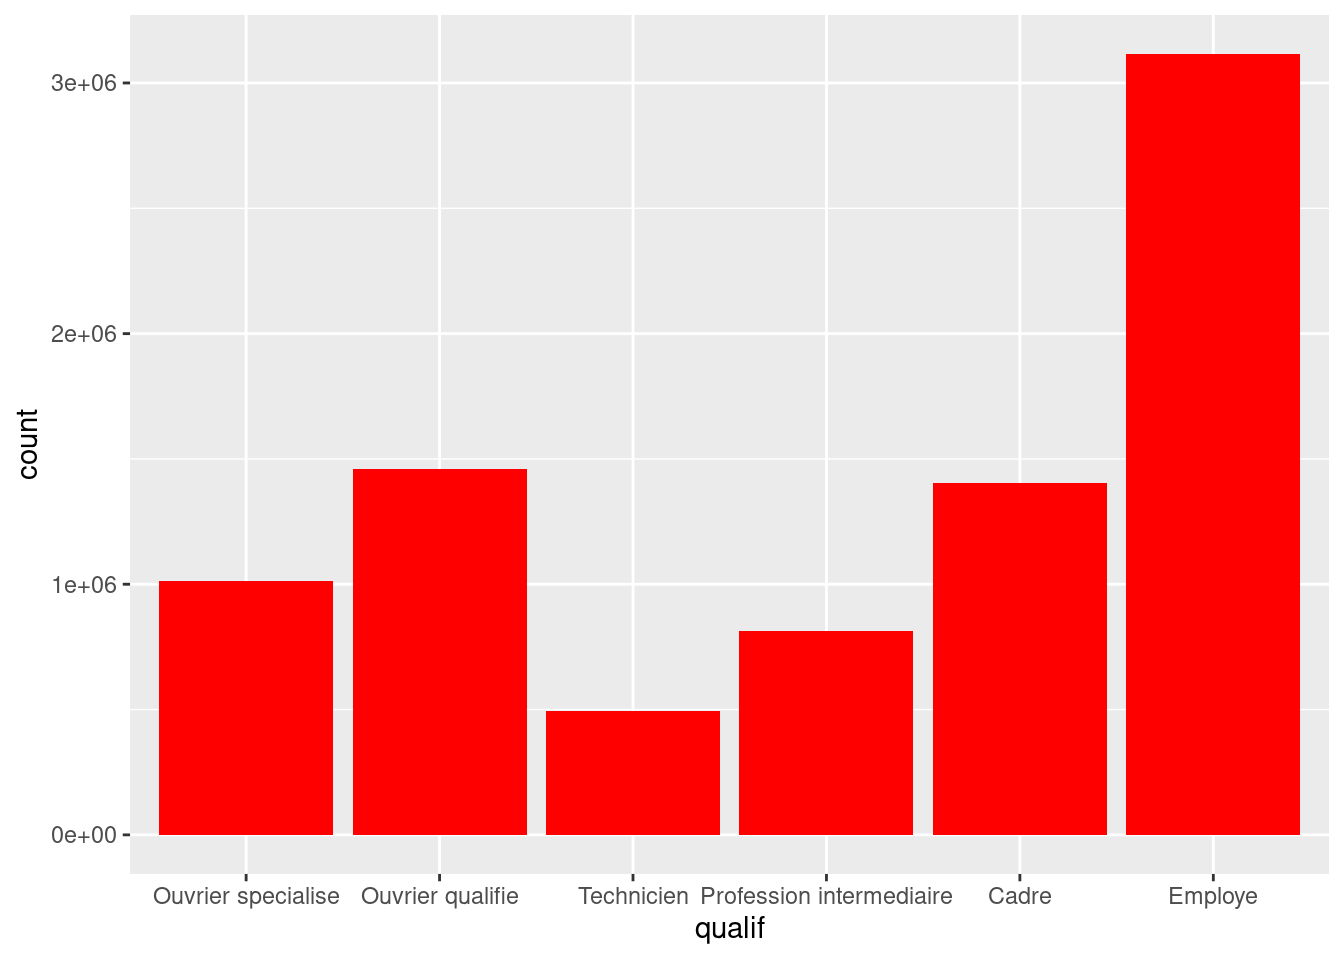 3e+06
2e+06
1e+06
0e+00
count
Ouvrier specialise Ouvrier qualifie Technicien Profession intermediaire Cadre Employe
qualif